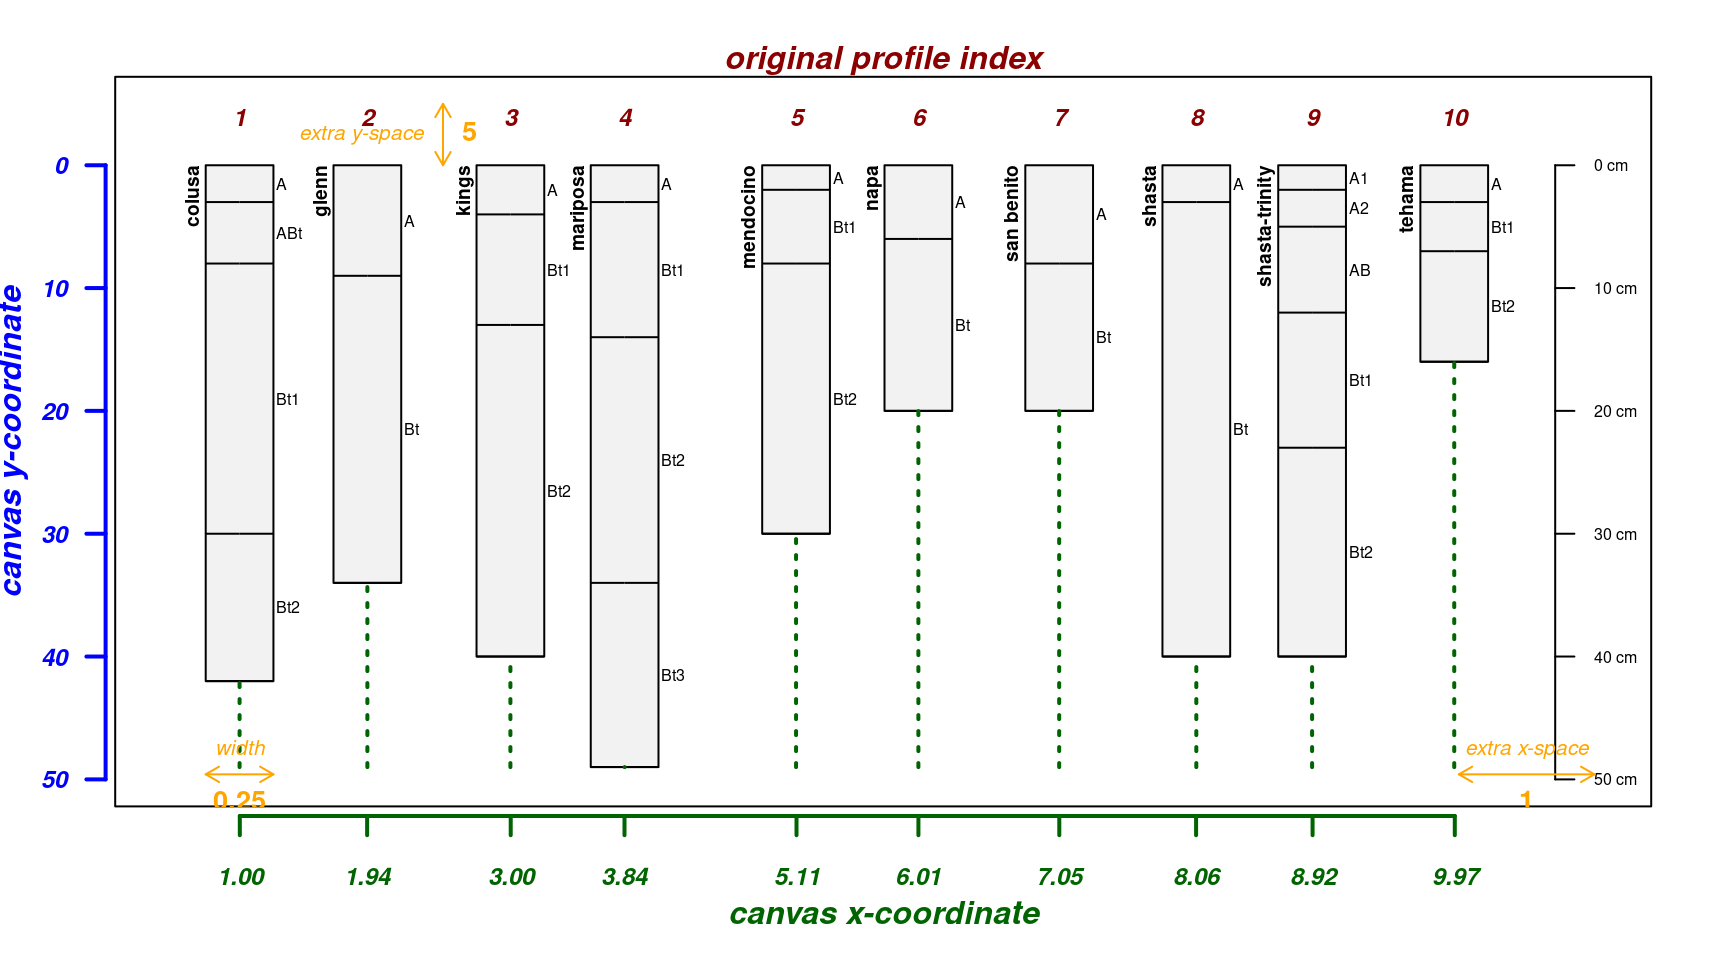 original profile index
1 2 3 4 5 6 7 8 9 10
extra y-space 5
canvas y-coordinate
0
10
20
30
40
50
colusa
A
ABt
Bt1
Bt2
glenn
A
Bt
kings
A
Bt1
Bt2
mariposa
A
Bt1
Bt2
Bt3
mendocino
A
Bt1
Bt2
napa
A
Bt
san benito
A
Bt
shasta
A
Bt
shasta-trinity
A1
A2
AB
Bt1
Bt2
tehama
A
Bt1
Bt2
0 cm
10 cm
20 cm
30 cm
40 cm
50 cm
width
0.25
extra x-space
1
1.00 1.94 3.00 3.84 5.11 6.01 7.05 8.06 8.92 9.97
canvas x-coordinate